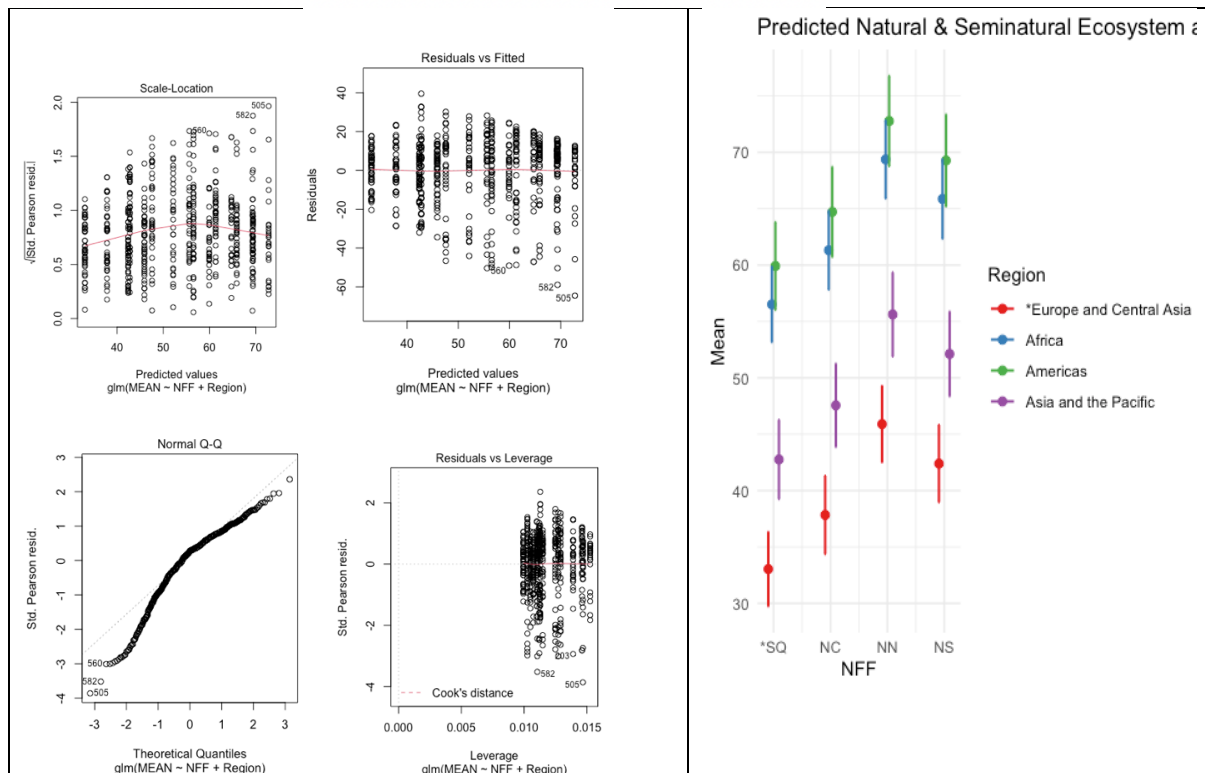 Scale-Location
2.0
1.5
1.0
0.5
0.0
√|Std. Pearson resid.|
505
582
560
40 50 60 70
Predicted values
glm(MEAN ~ NFF + Region)
Residuals vs Fitted
40
20
0
-20
-40
-60
Residuals
560
582
505
40 50 60 70
Predicted values
glm(MEAN ~ NFF + Region)
Normal Q-Q
3
2
1
0
-1
-2
-3
-4
Std. Pearson resid.
560
582
505
-3 -2 -1 0 1 2 3
Theoretical Quantiles
glm(MEAN ~ NFF + Region)
Residuals vs Leverage
2
0
-2
-4
Std. Pearson resid.
582
505
Cook's distance
0.000 0.005 0.010 0.015
Leverage
glm(MEAN ~ NFF + Region)
Predicted Natural & Seminatural Ecosystem
70
60
50
40
30
Mean
*SQ NC NN NS
NFF
Region
*Europe and Central Asia
Africa
Americas
Asia and the Pacific